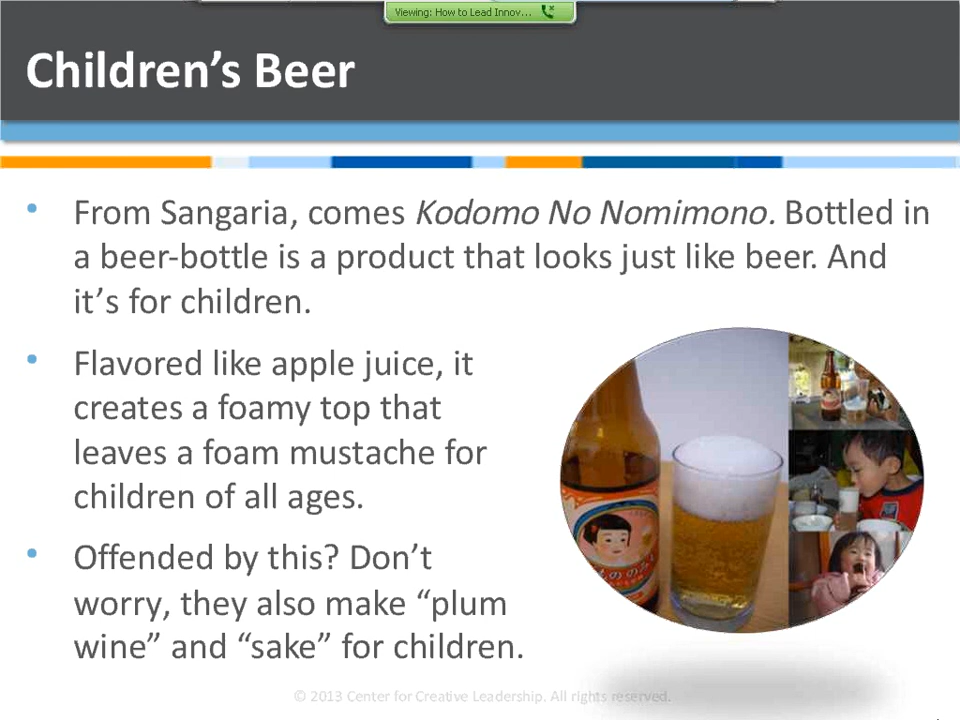 Viewing: How to Lead Innov...
Children’s Beer
• From Sangaria, comes Kodomo No Nomimono. Bottled in
a beer-bottle is a product that looks just like beer. And
it’s for children.
• Flavored like apple juice, it
creates a foamy top that
leaves a foam mustache for
children of all ages.
• Offended by this? Don’t
worry, they also make “plum
wine” and “sake” for children.
© 2013 Center for Creative Leadership. All rights reserved.